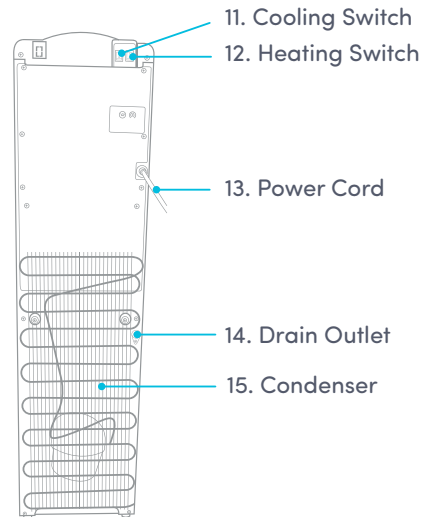 11. Cooling Switch
12. Heating Switch
13. Power Cord
14. Drain Outlet
15. Condenser